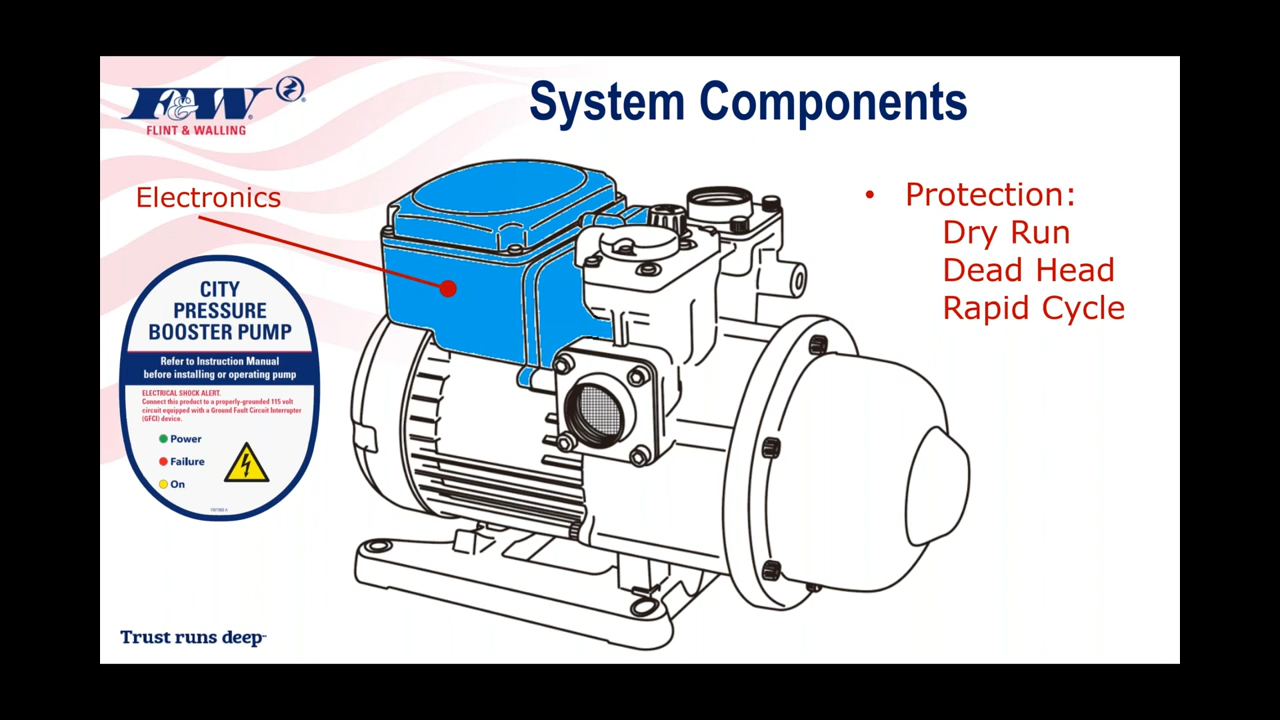 F&W®
FLINT & WALLING
System Components
Electronics
• Protection:
Dry Run
Dead Head
Rapid Cycle
CITY
PRESSURE
BOOSTER PUMP
Refer to Instruction Manual
before installing or operating pump
ELECTRICAL SHOCK ALERT.
Connect this product to a properly-grounded 115 volt
circuit equipped with a Ground Fault Circuit Interrupter
(GFCI) device.
Power
Failure
On
Trust runs deep™